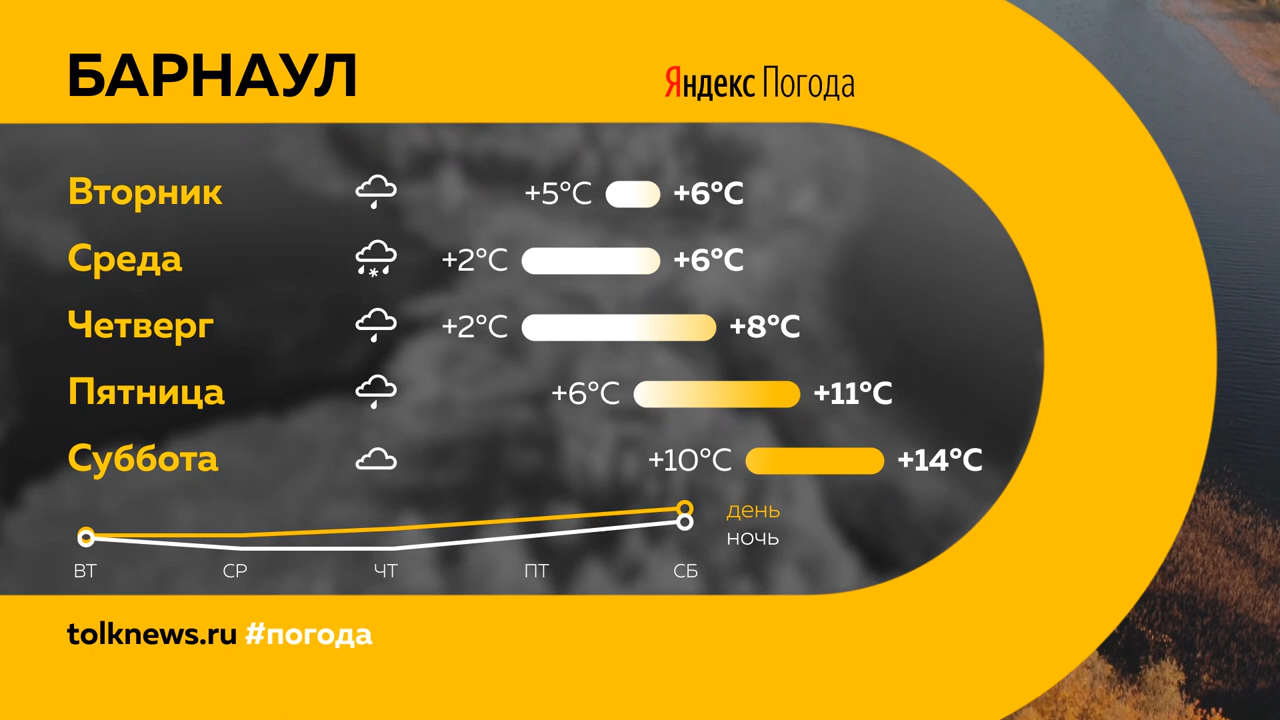 БАРНАУЛ
Яндекс Погода
Вторник +5°C +6°C
Среда +2°C +6°C
Четверг +2°C +8°C
Пятница +6°C +11°C
Суббота +10°C +14°C
день
ночь
ВТ СР ЧТ ПТ СБ
tolknews.ru #погода